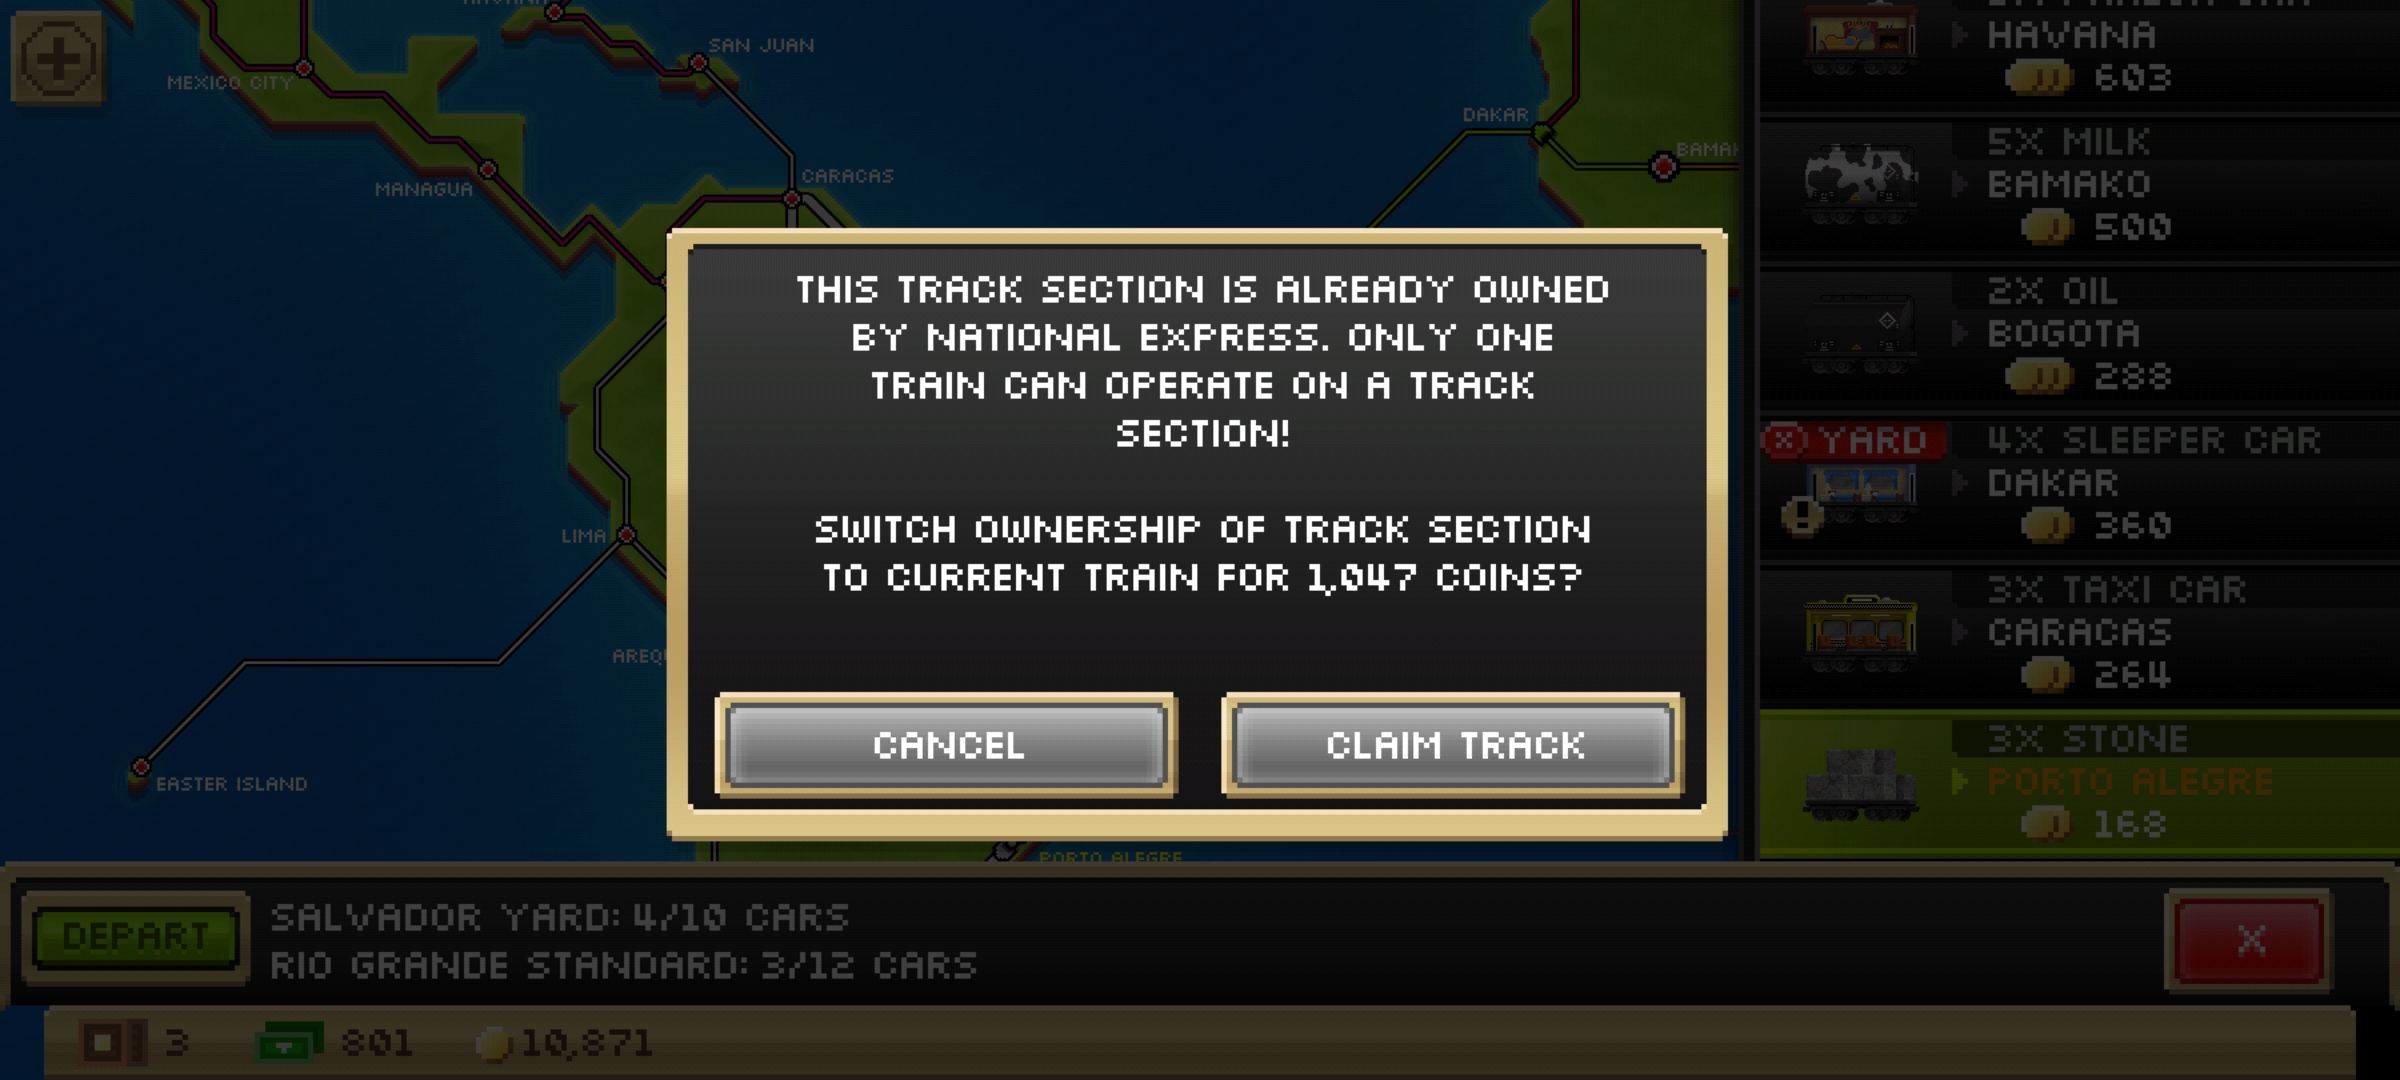 SAN JUAN
MEXICO CITY
DAKAR
CARACAS
MANAGUA
LIMA
EASTER ISLAND
PORTO ALEGRE
THIS TRACK SECTION IS ALREADY OWNED
BY NATIONAL EXPRESS. ONLY ONE
TRAIN CAN OPERATE ON A TRACK
SECTION!
SWITCH OWNERSHIP OF TRACK SECTION
TO CURRENT TRAIN FOR 1,047 COINS?
CANCEL
CLAIM TRACK
HAVANA
603
5X MILK
BAMAKO
500
2X OIL
BOGOTA
288
YARD
4X SLEEPER CAR
DAKAR
360
3X TAXI CAR
CARACAS
264
3X STONE
PORTO ALEGRE
168
DEPART
SALVADOR YARD: 4/10 CARS
RIO GRANDE STANDARD: 3/12 CARS
X
3
801
10,871